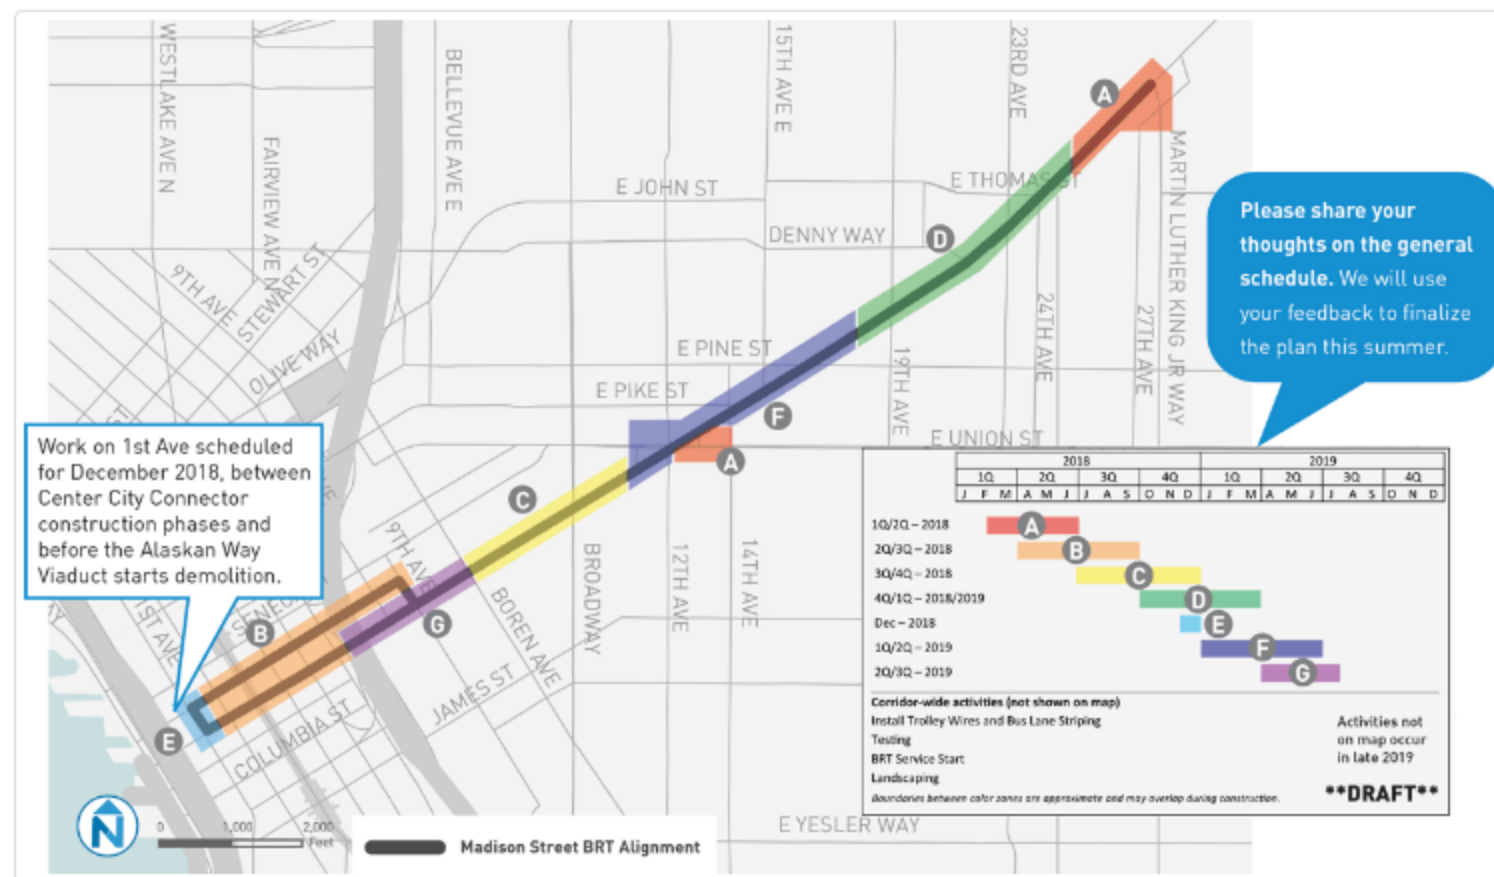 WESTLAKE AVE N
FAIRVIEW AVE N
BELLEVUE AVE E
15TH AVE E
23RD AVE
A
MARTIN LUTHER KING JR WAY
E JOHN ST
E THOMAS ST
DENNY WAY
D
9TH AVE
STEWART ST
OLIVE WAY
E PINE ST
E PIKE ST
F
19TH AVE
24TH AVE
27TH AVE
E UNION ST
A
C
ST
VE
9TH AVE
BOREN AVE
BROADWAY
12TH AVE
14TH AVE
G
B
SENECA
1ST AVE
JAMES ST
COLUMBIA ST
E
E YESLER WAY
Please share your
thoughts on the general
schedule. We will use
your feedback to finalize
the plan this summer.
Work on 1st Ave scheduled
for December 2018, between
Center City Connector
construction phases and
before the Alaskan Way
Viaduct starts demolition.
2018 2019
1Q 2Q 3Q 4Q 1Q 2Q 3Q 4Q
J F M A M J J A S O N D J F M A M J J A S O N D
1Q/2Q – 2018 A
2Q/3Q – 2018 B
3Q/4Q – 2018 C
4Q/1Q – 2018/2019 D
Dec – 2018 E
1Q/2Q – 2019 F
2Q/3Q – 2019 G
Corridor-wide activities (not shown on map)
Install Trolley Wires and Bus Lane Striping
Testing
BRT Service Start
Landscaping
Activities not
on map occur
in late 2019
Boundaries between color zones are approximate and may overlap during construction.
**DRAFT**
N
0 1,000 2,000
Feet
Madison Street BRT Alignment